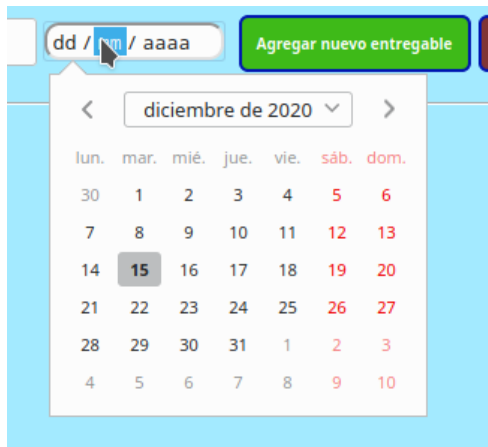 dd / mm / aaaa
Agregar nuevo entregable
diciembre de 2020
lun. mar. mié. jue. vie. sáb. dom.
30 1 2 3 4 5 6
7 8 9 10 11 12 13
14 15 16 17 18 19 20
21 22 23 24 25 26 27
28 29 30 31 1 2 3
4 5 6 7 8 9 10